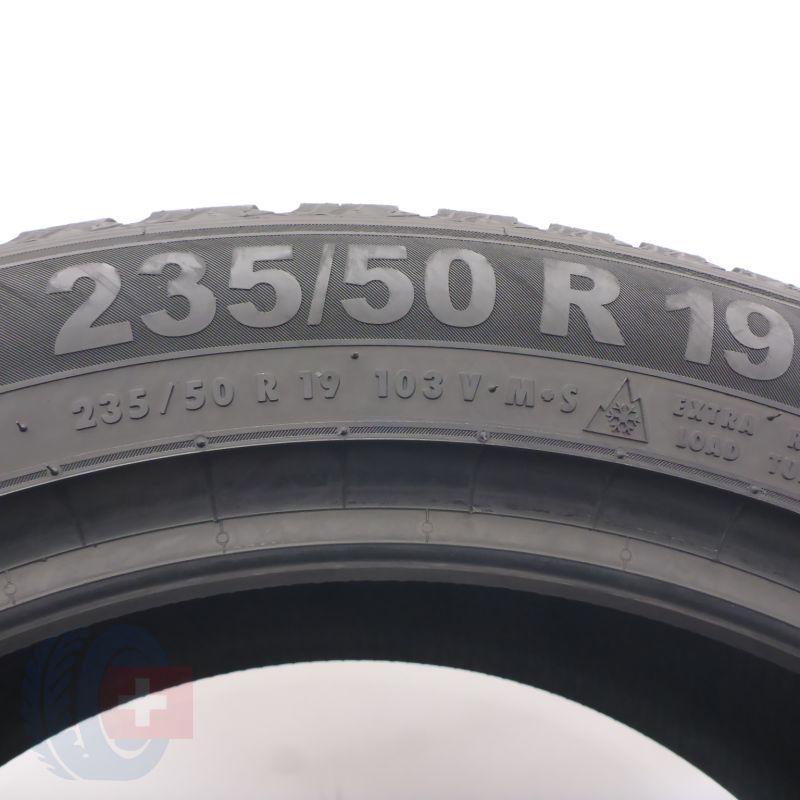 235/50 R 19
235/50 R 19 103 V·M+S EXTRA
LOAD